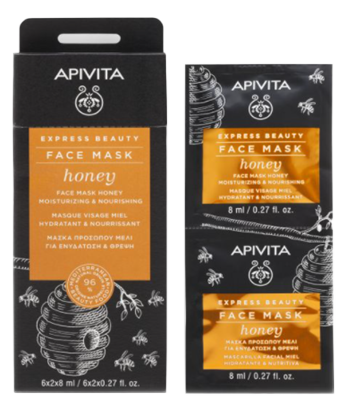 APIVITA
EXPRESS BEAUTY
FACE MASK
honey
FACE MASK HONEY
MOISTURIZING & NOURISHING
MASQUE VISAGE MIEL
HYDRATANT & NOURRISSANT
ΜΑΣΚΑ ΠΡΟΣΩΠΟΥ ΜΕΛΙ
ΓΙΑ ΕΝΥΔΑΤΩΣΗ & ΘΡΕΨΗ
96
%
6x2x8 ml / 6x2x0.27 fl. oz.
APIVITA
EXPRESS BEAUTY
FACE MASK
honey
FACE MASK HONEY
MOISTURIZING & NOURISHING
MASQUE VISAGE MIEL
HYDRATANT & NOURRISSANT
8 ml / 0.27 fl. oz.
APIVITA
EXPRESS BEAUTY
FACE MASK
honey
ΜΑΣΚΑ ΠΡΟΣΩΠΟΥ ΜΕΛΙ
ΓΙΑ ΕΝΥΔΑΤΩΣΗ & ΘΡΕΨΗ
MASCARILLA FACIAL MIEL
HIDRATANTE & NUTRITIVA
8 ml / 0.27 fl. oz.